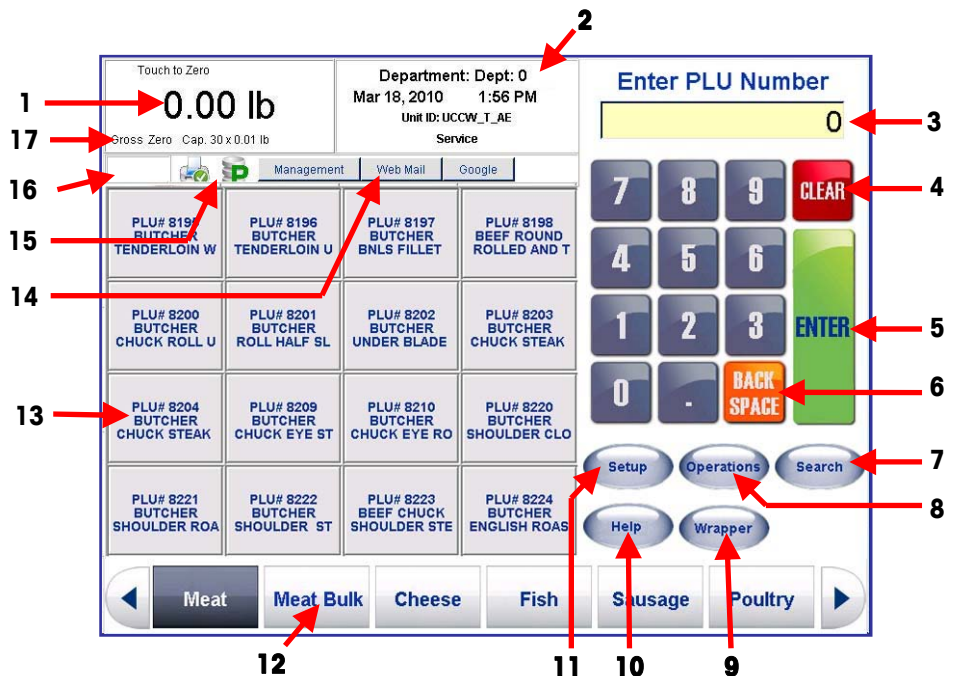 2
Touch to Zero
0.00 lb
Gross Zero Cap. 30 x 0.01 lb
Department: Dept: 0
Mar 18, 2010 1:56 PM
Unit ID: UCCW_T_AE
Service
Enter PLU Number
0
1
17
16
15
14
13
3
4
5
6
7
8
Management Web Mail Google
PLU# 8195
BUTCHER
TENDERLOIN W
PLU# 8196
BUTCHER
TENDERLOIN U
PLU# 8197
BUTCHER
BNLS FILLET
PLU# 8198
BEEF ROUND
ROLLED AND T
PLU# 8200
BUTCHER
CHUCK ROLL U
PLU# 8201
BUTCHER
ROLL HALF SL
PLU# 8202
BUTCHER
UNDER BLADE
PLU# 8203
BUTCHER
CHUCK STEAK
PLU# 8204
BUTCHER
CHUCK STEAK
PLU# 8209
BUTCHER
CHUCK EYE ST
PLU# 8210
BUTCHER
CHUCK EYE RO
PLU# 8220
BUTCHER
SHOULDER CLO
PLU# 8221
BUTCHER
SHOULDER ROA
PLU# 8222
BUTCHER
SHOULDER ST
PLU# 8223
BEEF CHUCK
SHOULDER STE
PLU# 8224
BUTCHER
ENGLISH ROAS
7 8 9 CLEAR
4 5 6
1 2 3 ENTER
0 . BACK
SPACE
Setup Operations Search
Help Wrapper
Meat Meat Bulk Cheese Fish Sausage Poultry
12 11 10 9